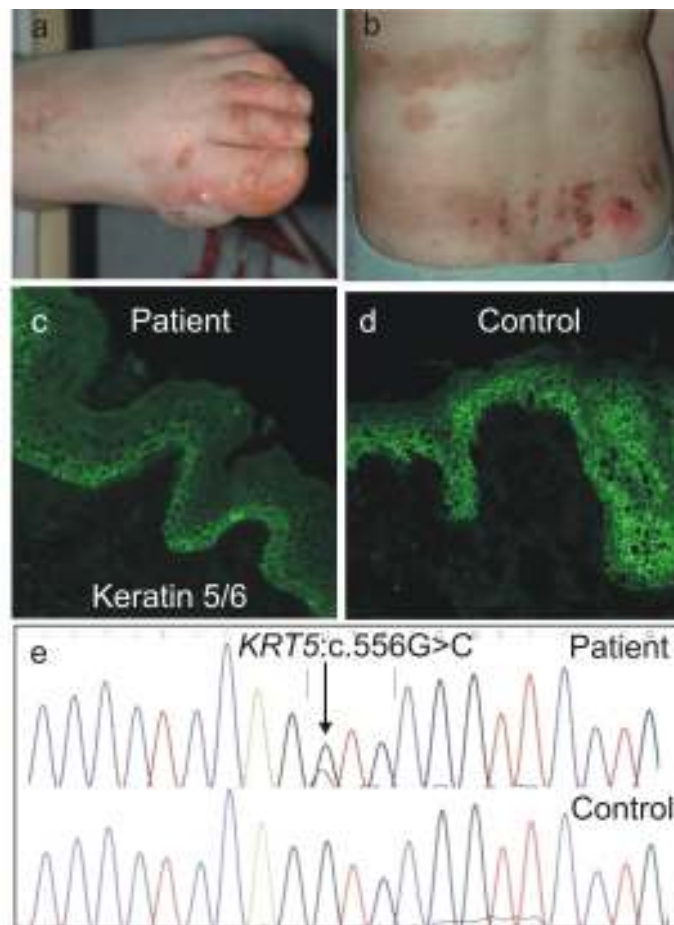 a
b
c
Patient
d
Control
Keratin 5/6
e
KRT5:c.556G>C
Patient
Control